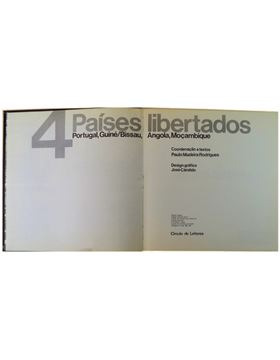 4 Países libertados
Portugal, Guiné/Bissau, Angola, Moçambique
Coordenação e textos
Paulo Madeira Rodrigues
Design gráfico
José Cândido
Círculo de Leitores